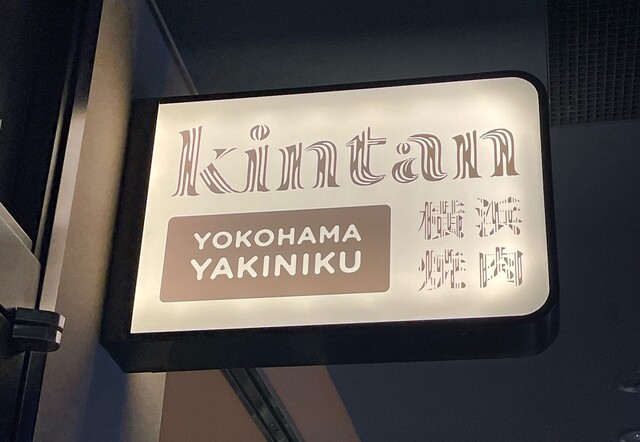 kintan
YOKOHAMA
YAKINIKU
横浜
焼肉